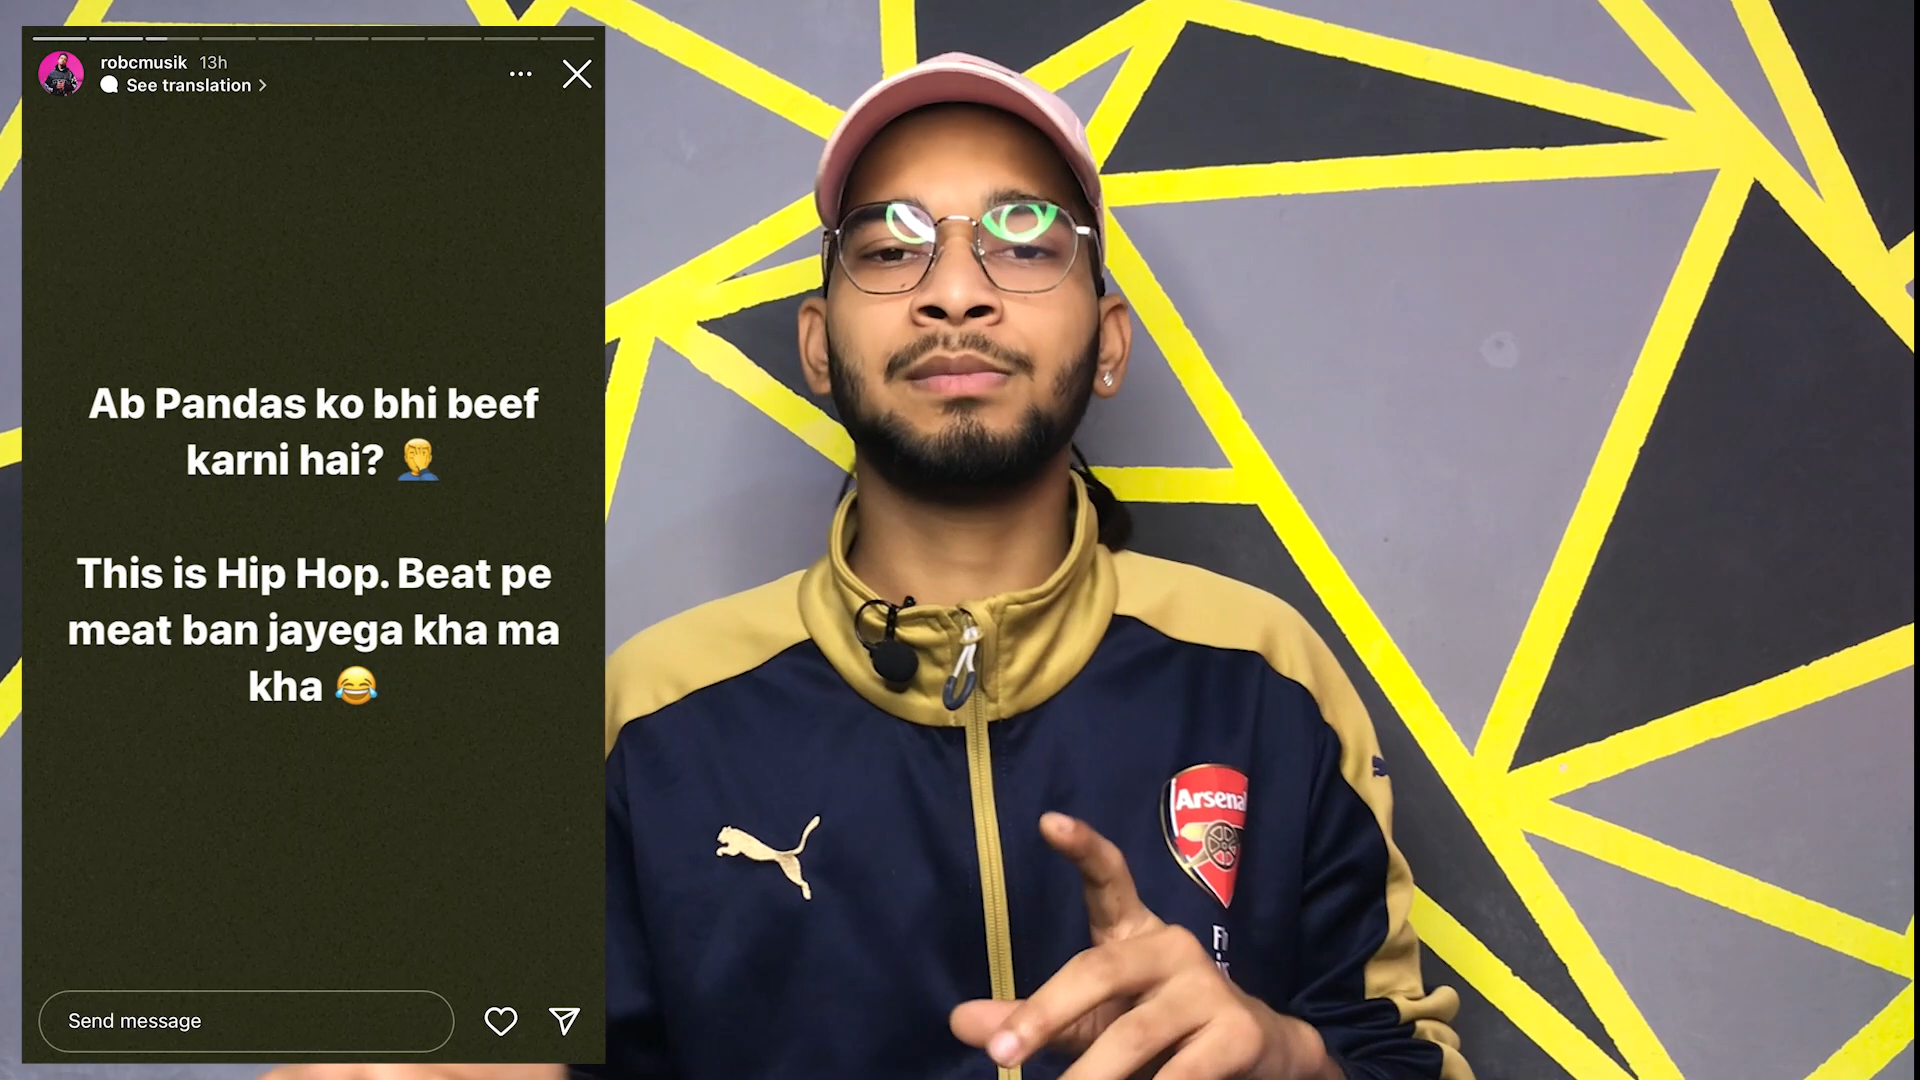 robcmusik 13h
See translation >
Ab Pandas ko bhi beef
karni hai? 🤦‍♂️
This is Hip Hop. Beat pe
meat ban jayega kha ma
kha 😂
Send message
Arsenal